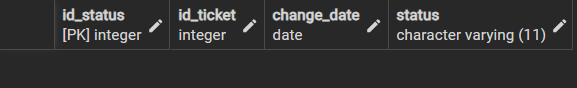 id_status id_ticket change_date status
[PK] integer integer date character varying (11)